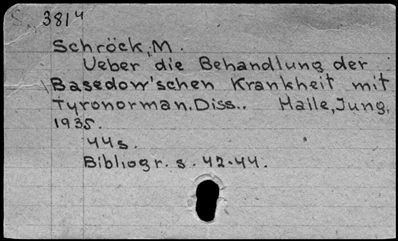 3814
Schröck, M.
Ueber die Behandlung der
Basedow'schen Krankheit mit
Tyronorman. Diss.. Halle, Jung,
1935.
44s.
Bibliogr. s. 42-44.